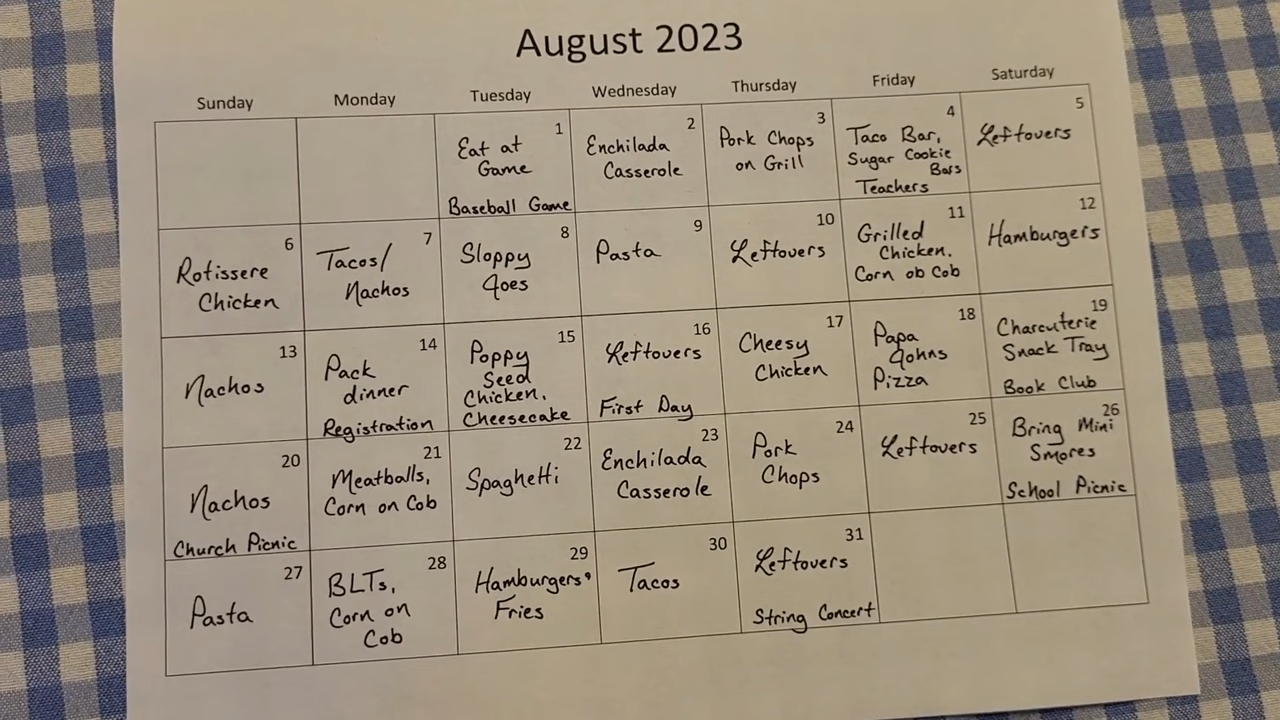 August 2023
Sunday Monday Tuesday Wednesday Thursday Friday Saturday
1
Eat at
Game
Baseball Game
2
Enchilada
Casserole
3
Pork Chops
on Grill
4
Taco Bar,
Sugar Cookie
Bars
Teachers
5
Leftovers
6
Rotissere
Chicken
7
Tacos/
Nachos
8
Sloppy
Joes
9
Pasta
10
Leftovers
11
Grilled
Chicken,
Corn ob Cob
12
Hamburgers
13
Nachos
14
Pack
dinner
Registration
15
Poppy
Seed
Chicken,
Cheesecake
16
Leftovers
First Day
17
Cheesy
Chicken
18
Papa
Johns
Pizza
19
Charcuterie
Snack Tray
Book Club
20
Nachos
Church Picnic
21
Meatballs,
Corn on Cob
22
Spaghetti
23
Enchilada
Casserole
24
Pork
Chops
25
Leftovers
26
Bring Mini
Smores
School Picnic
27
Pasta
28
BLTs,
Corn on
Cob
29
Hamburgers,
Fries
30
Tacos
31
Leftovers
String Concert